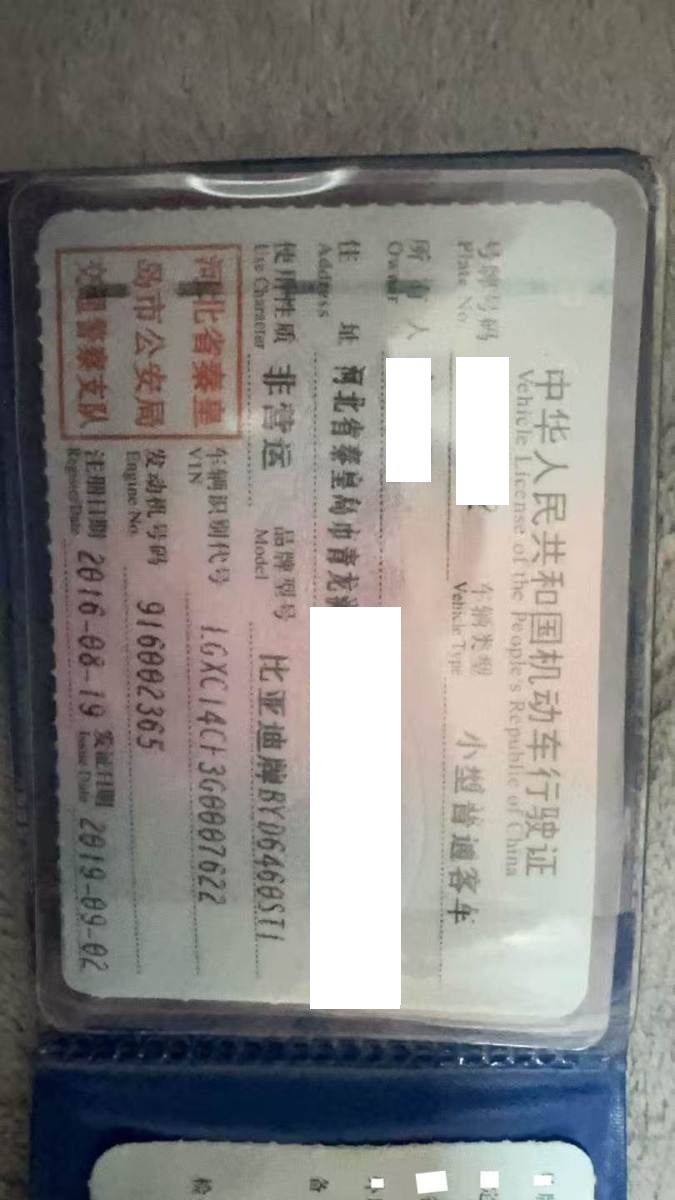 中华人民共和国机动车行驶证
Vehicle License of the People's Republic of China
号牌号码
Plate No.
车辆类型 小型普通客车
Vehicle Type
所有人
Owner
住址 河北省秦皇岛市青龙
Address
使用性质 非营运
Use Character
品牌型号 比亚迪牌BYD6460ST1
Model
河北省秦皇
岛市公安局
交通警察支队
车辆识别代号
VIN
发动机号码 916002365
Engine No.
注册日期 2016-08-19
Register Date
发证日期 2019-09-02
Issue Date
备
检